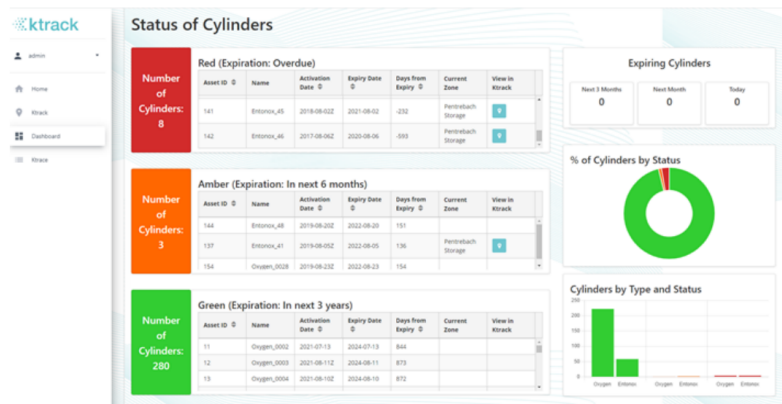 ktrack
Status of Cylinders
admin
Home
Ktrack
Dashboard
Ktrace
Number of Cylinders: 8
Red (Expiration: Overdue)
Asset ID Name Activation Date Expiry Date Days from Expiry Current Zone View in Ktrack
141 Entonox_45 2018-08-02Z 2021-08-02 -232 Pentrebach Storage
142 Entonox_46 2017-08-06Z 2020-08-06 -593 Pentrebach Storage
Number of Cylinders: 3
Amber (Expiration: In next 6 months)
Asset ID Name Activation Date Expiry Date Days from Expiry Current Zone View in Ktrack
144 Entonox_48 2019-08-20Z 2022-08-20 151
137 Entonox_41 2019-08-05Z 2022-08-05 136 Pentrebach Storage
154 Oxygen_0028 2019-08-23Z 2022-08-23 154
Number of Cylinders: 280
Green (Expiration: In next 3 years)
Asset ID Name Activation Date Expiry Date Days from Expiry Current Zone View in Ktrack
11 Oxygen_0002 2021-07-13 2024-07-13 844
12 Oxygen_0003 2021-08-11Z 2024-08-11 873
13 Oxygen_0004 2021-08-10Z 2024-08-10 872
Expiring Cylinders
Next 3 Months Next Month Today
0 0 0
% of Cylinders by Status
Cylinders by Type and Status
250
200
150
100
50
0
Oxygen Entonox Oxygen Entonox Oxygen Entonox